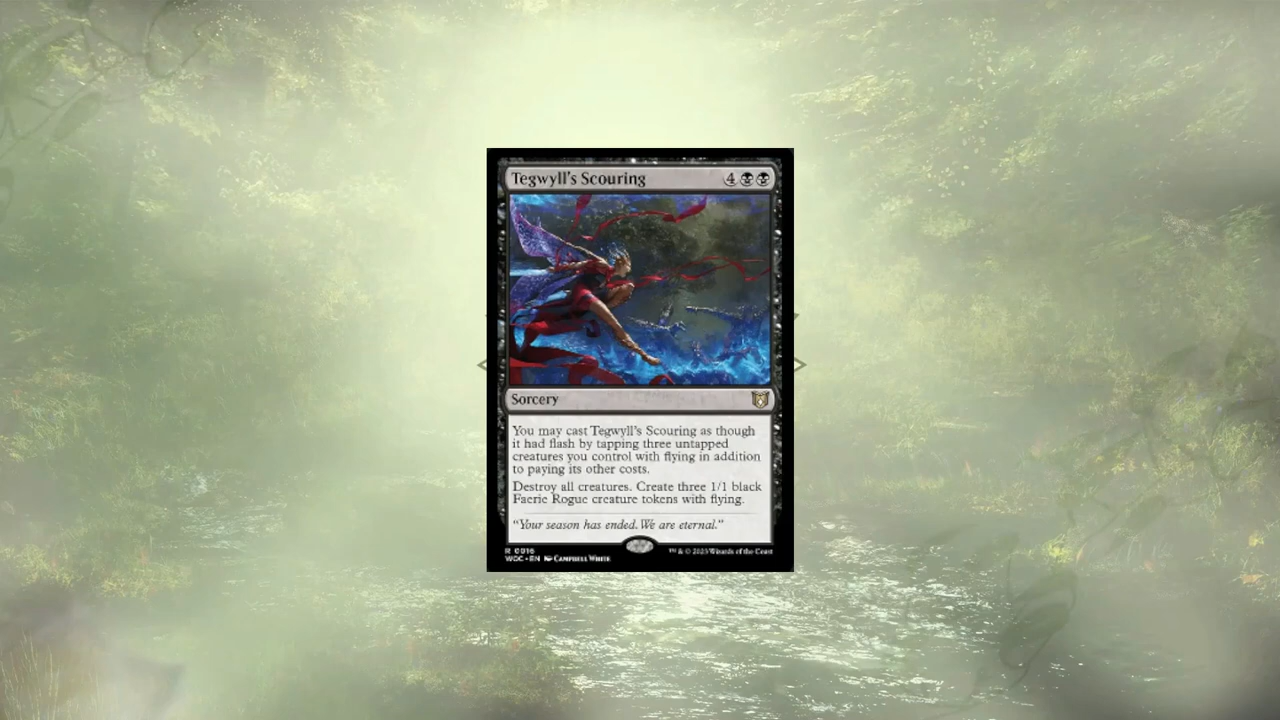 Tegwyll's Scouring 4
Sorcery
You may cast Tegwyll's Scouring as though
it had flash by tapping three untapped
creatures you control with flying in addition
to paying its other costs.
Destroy all creatures. Create three 1/1 black
Faerie Rogue creature tokens with flying.
"Your season has ended. We are eternal."
R 0016
WOC • EN Campbell White
™ & © 2023 Wizards of the Coast